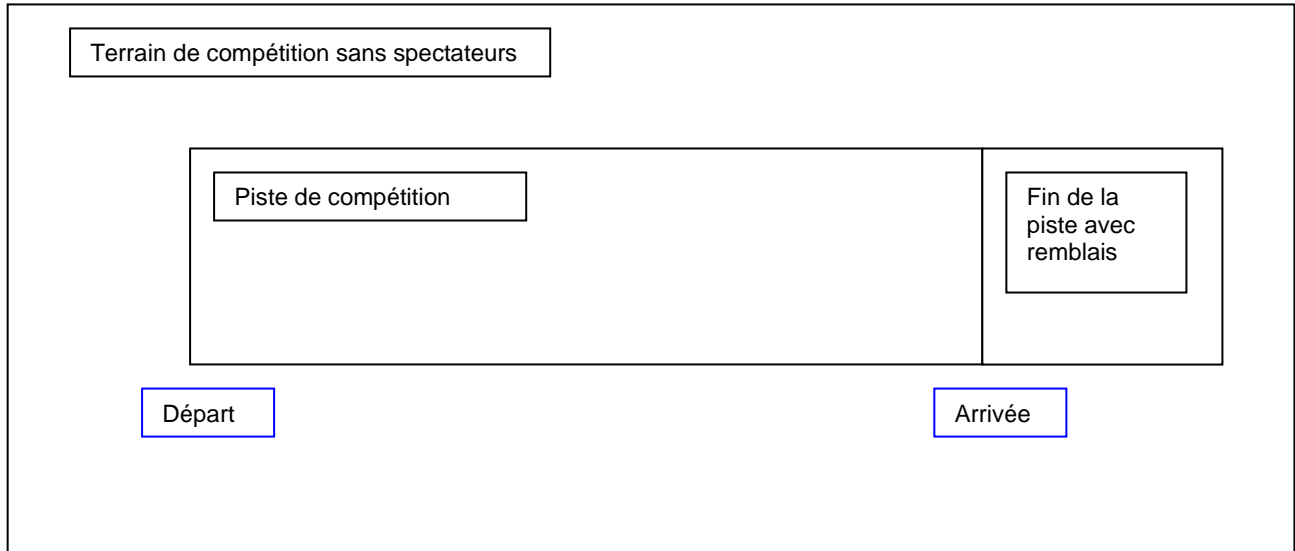 Terrain de compétition sans spectateurs
Piste de compétition
Fin de la
piste avec
remblais
Départ
Arrivée